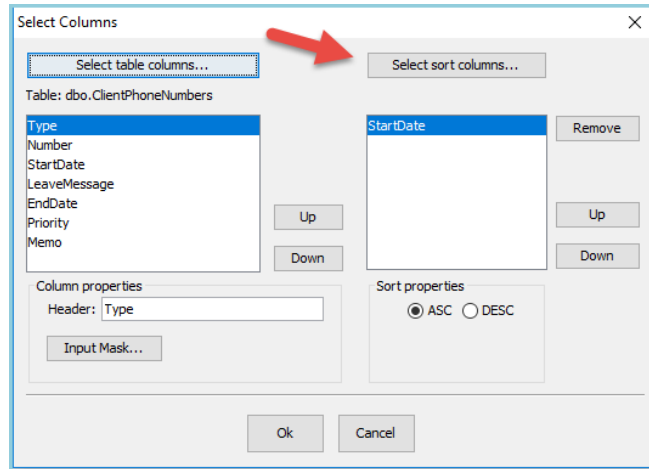 Select Columns
Select table columns...
Select sort columns...
Table: dbo.ClientPhoneNumbers
Type
Number
StartDate
LeaveMessage
EndDate
Priority
Memo
Up
Down
StartDate
Remove
Up
Down
Column properties
Header: Type
Input Mask...
Sort properties
ASC DESC
Ok Cancel